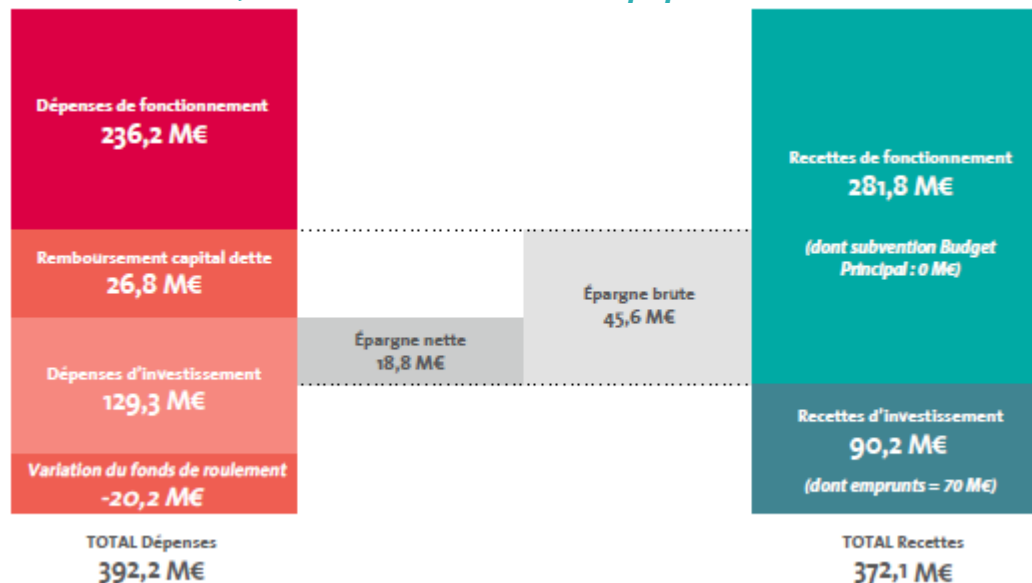 Dépenses de fonctionnement
236,2 M€
Remboursement capital dette
26,8 M€
Dépenses d'investissement
129,3 M€
Variation du fonds de roulement
-20,2 M€
TOTAL Dépenses
392,2 M€
Épargne nette
18,8 M€
Épargne brute
45,6 M€
Recettes de fonctionnement
281,8 M€
(dont subvention Budget
Principal : 0 M€)
Recettes d'investissement
90,2 M€
(dont emprunts = 70 M€)
TOTAL Recettes
372,1 M€